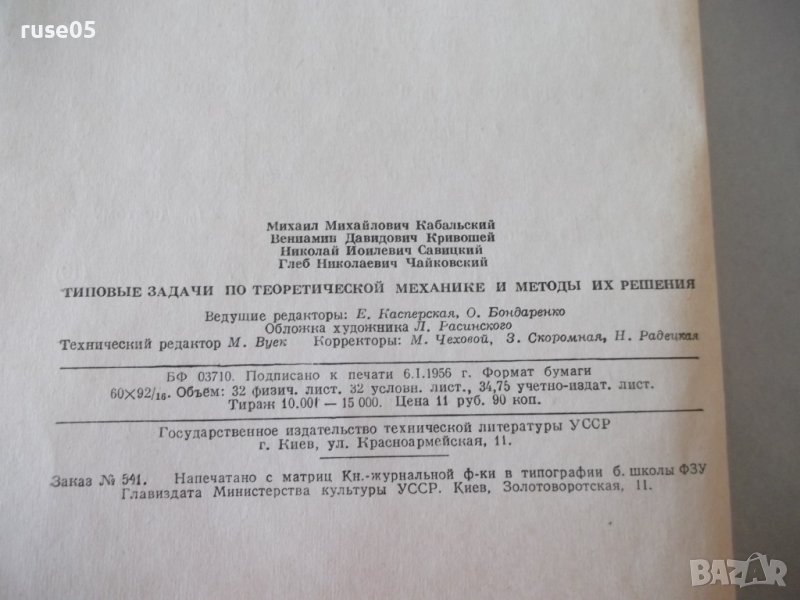 ruse05
Михаил Михайлович Кабальский
Вениамин Давидович Кривошей
Николай Иоилевич Савицкий
Глеб Николаевич Чайковский
ТИПОВЫЕ ЗАДАЧИ ПО ТЕОРЕТИЧЕСКОЙ МЕХАНИКЕ И МЕТОДЫ ИХ РЕШЕНИЯ
Ведущие редакторы: Е. Касперская, О. Бондаренко
Обложка художника Л. Расинского
Технический редактор М. Вуек Корректоры: М. Чеховой, З. Скоромная, Н. Радецкая
БФ 03710. Подписано к печати 6.I.1956 г. Формат бумаги
60×92/16. Объем: 32 физич. лист. 32 условн. лист., 34,75 учетно-издат. лист.
Тираж 10.001 — 15 000. Цена 11 руб. 90 коп.
Государственное издательство технической литературы УССР
г. Киев, ул. Красноармейская, 11.
Заказ № 541. Напечатано с матриц Кн.-журнальной ф-ки в типографии б. школы ФЗУ
Главиздата Министерства культуры УССР. Киев, Золотоворотская, 11.
BAZAR